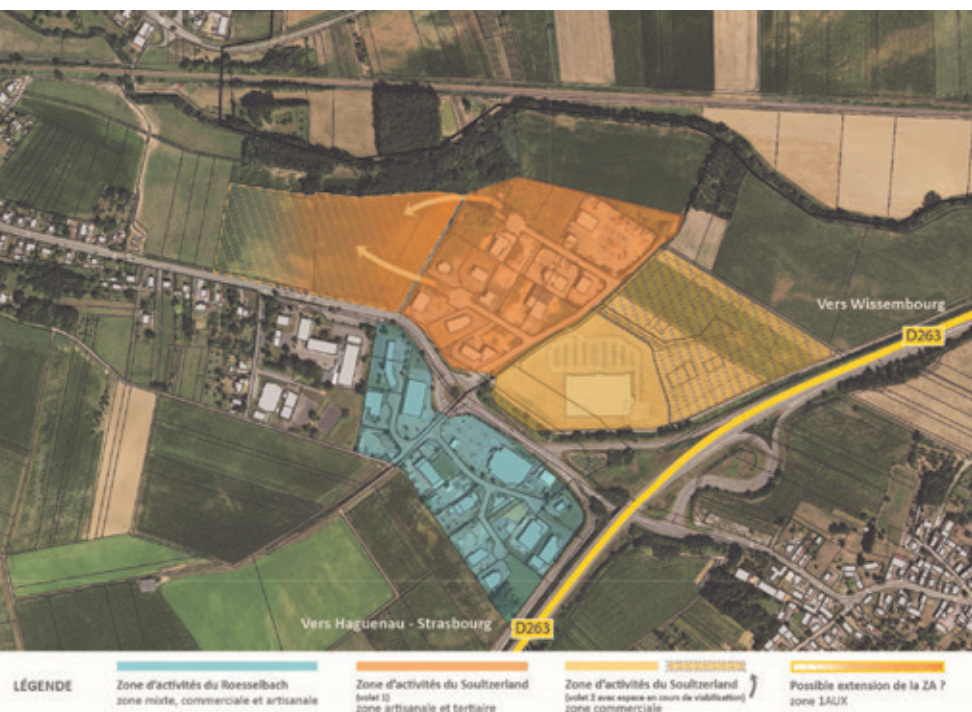 Vers Wissembourg
D263
Vers Haguenau - Strasbourg
D263
LÉGENDE
Zone d'activités du Roesselbach
zone mixte, commerciale et artisanale
Zone d'activités du Soultzerland
(volet 1)
zone artisanale et tertiaire
Zone d'activités du Soultzerland
(volet 2 avec espace en cours de viabilisation)
zone commerciale
Possible extension de la ZA ?
zone 1AUX